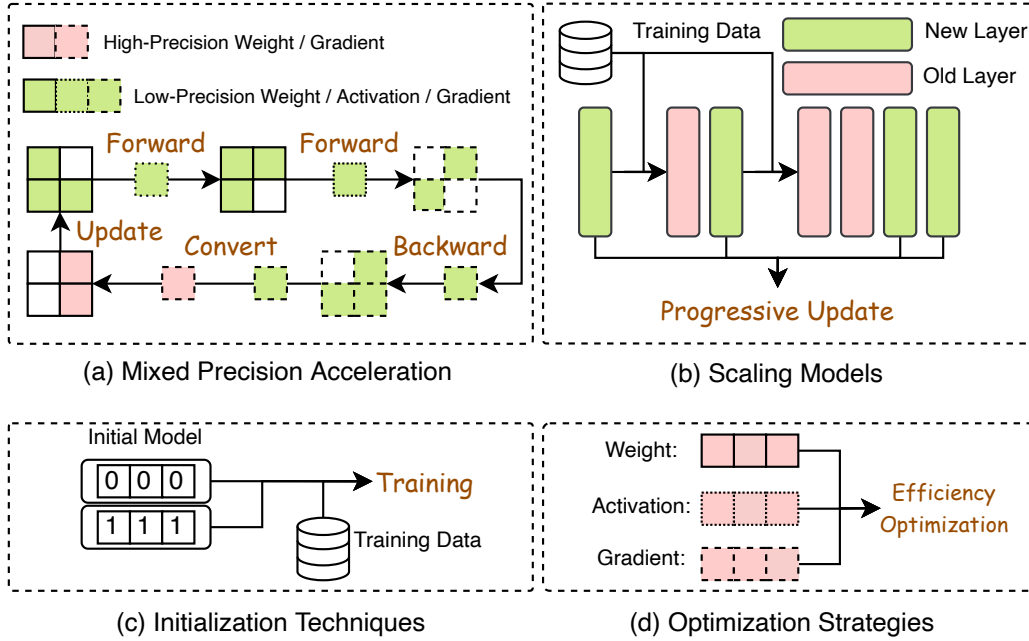 High-Precision Weight / Gradient
Low-Precision Weight / Activation / Gradient
Forward
Forward
Update
Convert
Backward
(a) Mixed Precision Acceleration
Training Data
New Layer
Old Layer
Progressive Update
(b) Scaling Models
Initial Model
0 0 0
1 1 1
Training
Training Data
(c) Initialization Techniques
Weight:
Activation:
Gradient:
Efficiency
Optimization
(d) Optimization Strategies